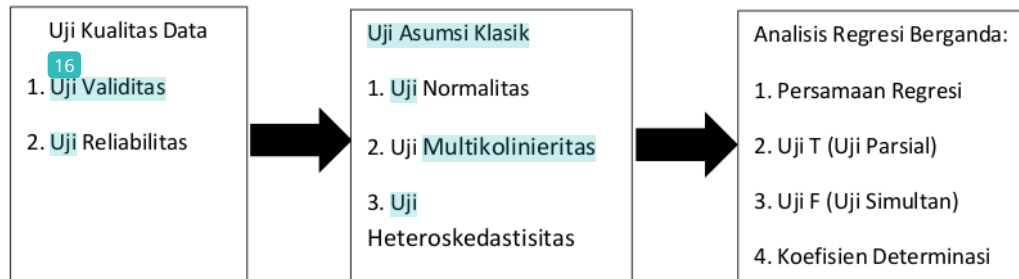 Uji Kualitas Data
16
1. Uji Validitas
2. Uji Reliabilitas
Uji Asumsi Klasik
1. Uji Normalitas
2. Uji Multikolinieritas
3. Uji
Heteroskedastisitas
Analisis Regresi Berganda:
1. Persamaan Regresi
2. Uji T (Uji Parsial)
3. Uji F (Uji Simultan)
4. Koefisien Determinasi